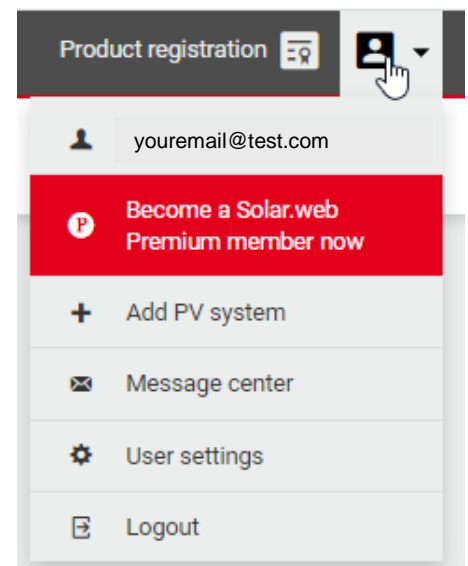 Product registration
youremail@test.com
P
Become a Solar.web
Premium member now
Add PV system
Message center
User settings
Logout